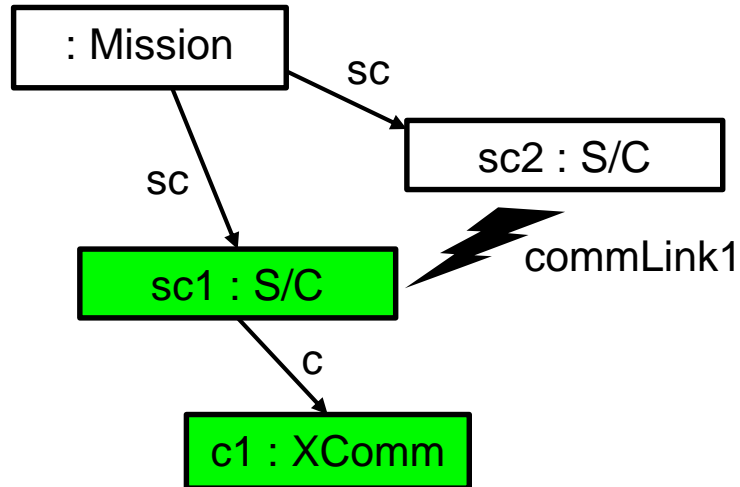 : Mission
sc
sc2 : S/C
sc
commLink1
sc1 : S/C
c
c1 : XComm